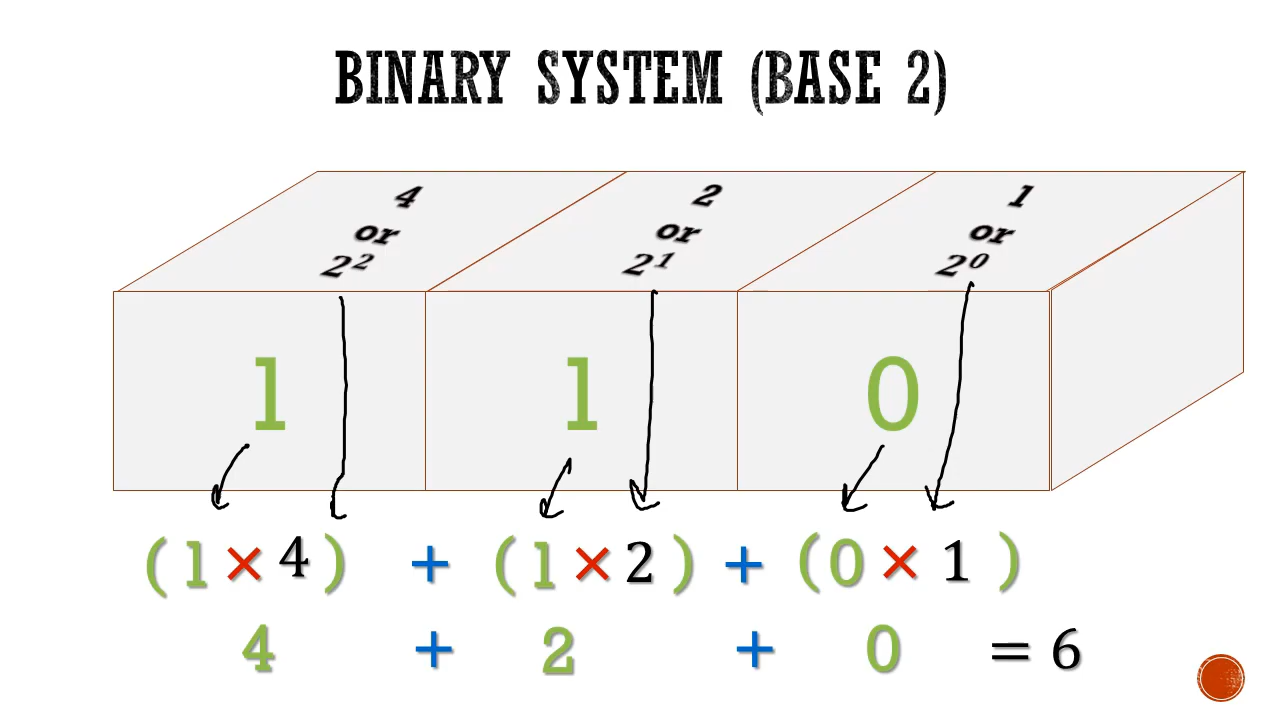 BINARY SYSTEM (BASE 2)
4 2 1
or or or
2² 2¹ 2⁰
1 1 0
(1 × 4) + (1 × 2) + (0 × 1)
4 + 2 + 0 = 6